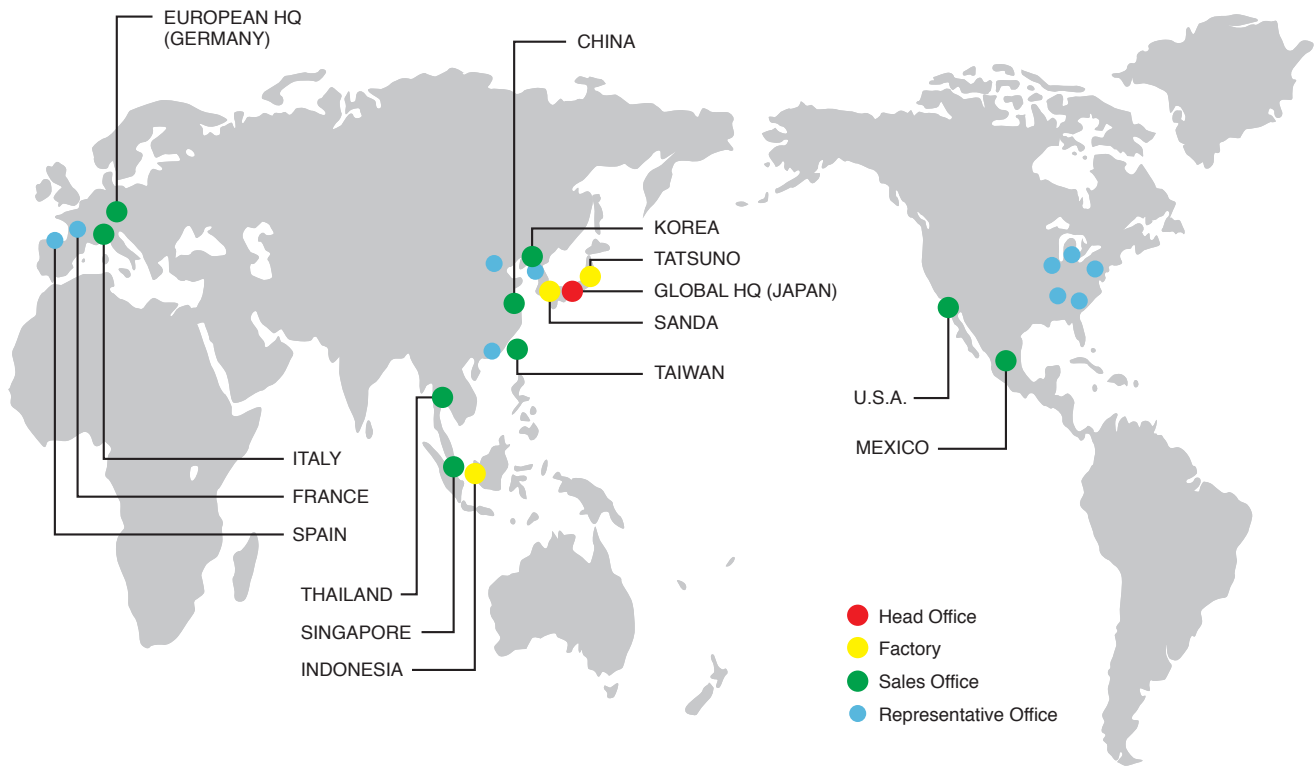 EUROPEAN HQ
(GERMANY)
CHINA
KOREA
TATSUNO
GLOBAL HQ (JAPAN)
SANDA
TAIWAN
U.S.A.
MEXICO
ITALY
FRANCE
SPAIN
THAILAND
SINGAPORE
INDONESIA
Head Office
Factory
Sales Office
Representative Office